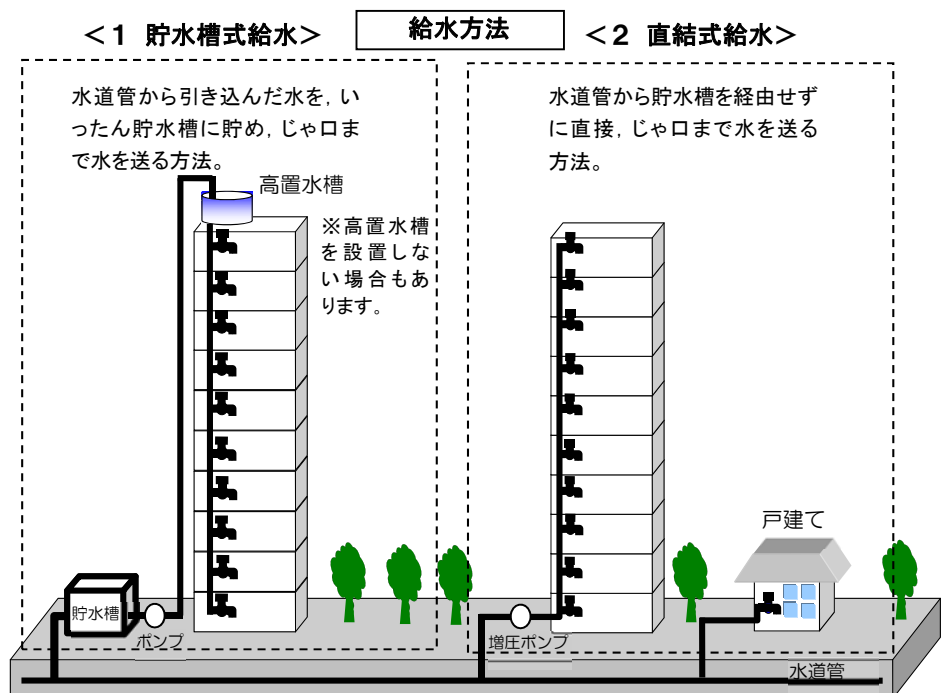 給水方法
＜１ 貯水槽式給水＞
水道管から引き込んだ水を，い
ったん貯水槽に貯め，じゃ口ま
で水を送る方法。
高置水槽
※高置水槽
を設置しな
い場合もあ
ります。
貯水槽
ポンプ
＜２ 直結式給水＞
水道管から貯水槽を経由せず
に直接，じゃ口まで水を送る
方法。
戸建て
増圧ポンプ
水道管